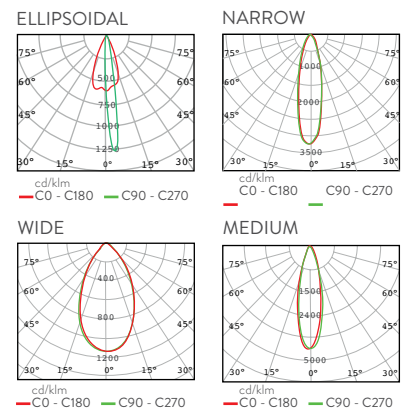 ELLIPSOIDAL
75° 75°
60° 500 60°
750
45° 1000 45°
1250
30° 15° 0° 15° 30°
cd/klm
C0 - C180 C90 - C270
NARROW
75° 1000 75°
60° 60°
2000
45° 45°
3500
30° 15° 0° 15° 30°
cd/klm
C0 - C180 C90 - C270
WIDE
75° 75°
400
60° 60°
800
45° 45°
1200
30° 15° 0° 15° 30°
cd/klm
C0 - C180 C90 - C270
MEDIUM
75° 75°
60° 1500 60°
2400
45° 45°
5000
30° 15° 0° 15° 30°
cd/klm
C0 - C180 C90 - C270